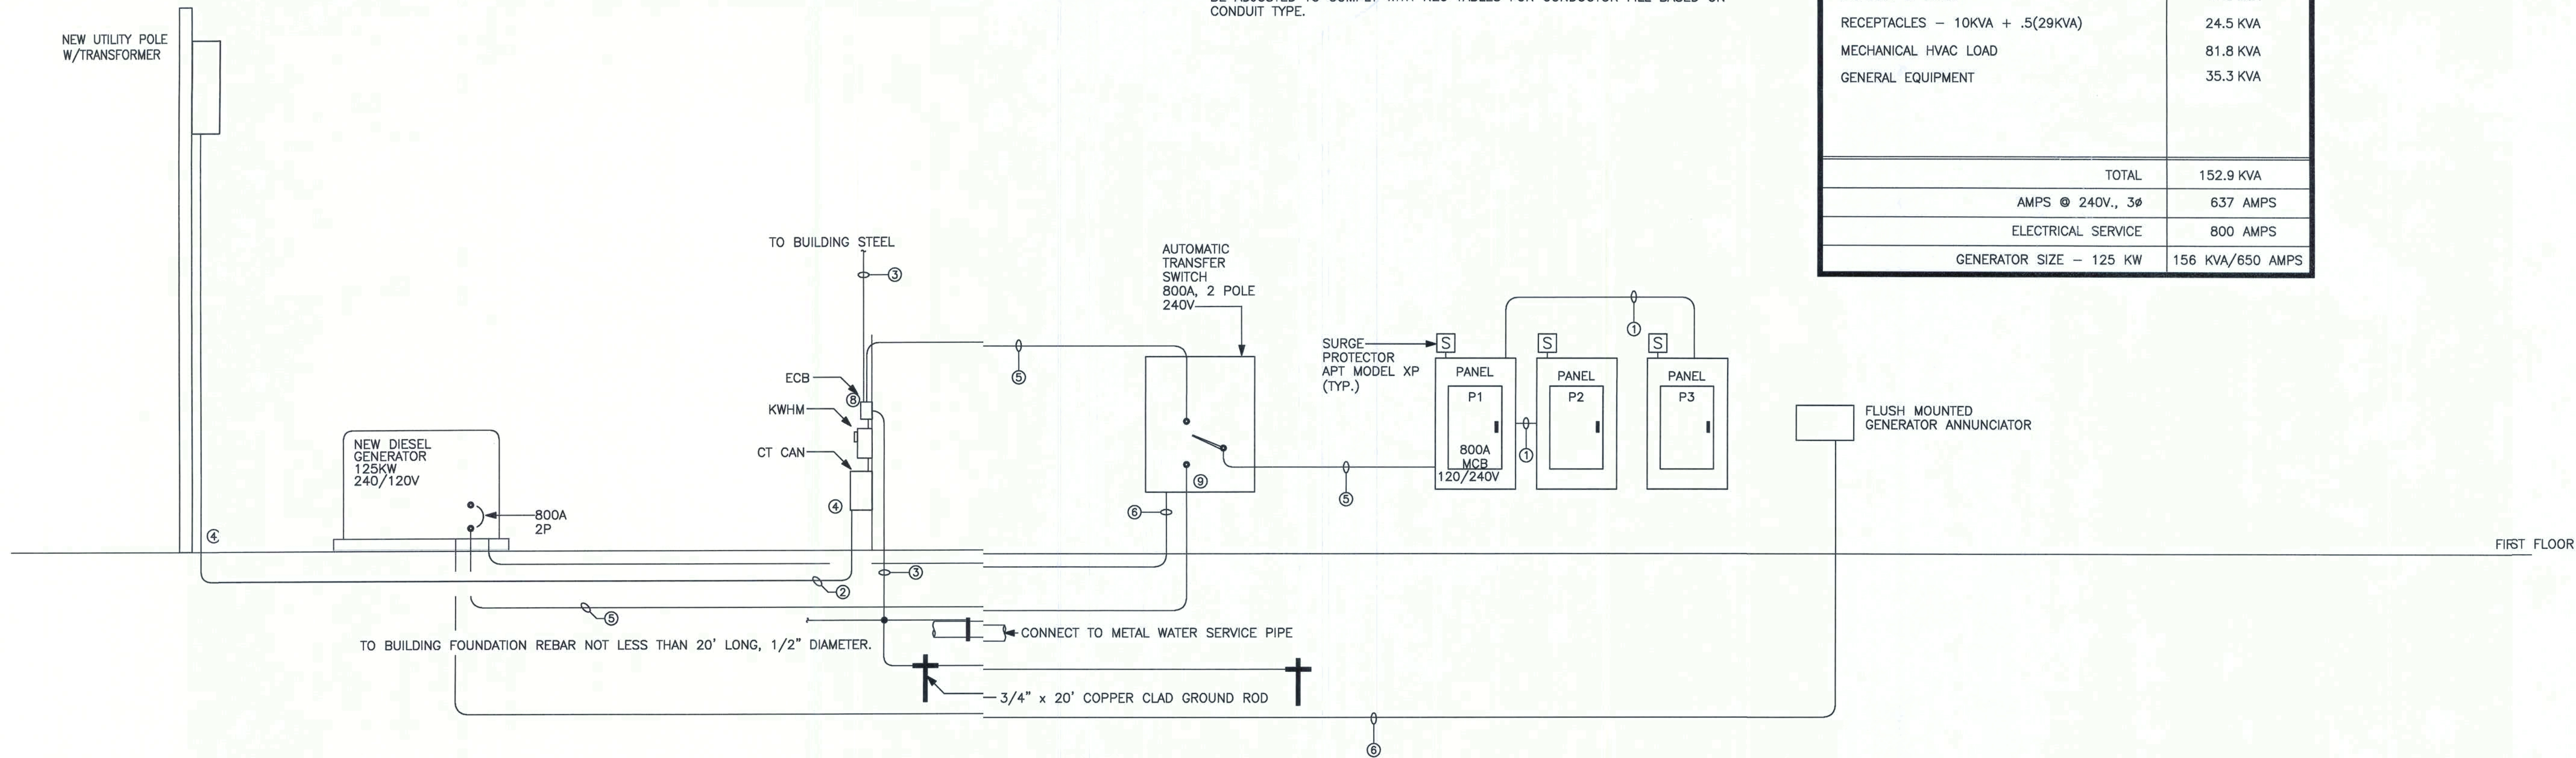 CONDUIT TYPE.
RECEPTACLES – 10KVA + .5(29KVA) 24.5 KVA
MECHANICAL HVAC LOAD 81.8 KVA
GENERAL EQUIPMENT 35.3 KVA
TOTAL 152.9 KVA
AMPS @ 240V., 3ø 637 AMPS
ELECTRICAL SERVICE 800 AMPS
GENERATOR SIZE – 125 KW 156 KVA/650 AMPS
NEW UTILITY POLE
W/TRANSFORMER
TO BUILDING STEEL
3
AUTOMATIC
TRANSFER
SWITCH
800A, 2 POLE
240V
1
SURGE
PROTECTOR
APT MODEL XP
(TYP.)
S
S
S
ECB
8
KWHM
CT CAN
4
5
PANEL
P1
800A
MCB
120/240V
PANEL
P2
PANEL
P3
1
FLUSH MOUNTED
GENERATOR ANNUNCIATOR
NEW DIESEL
GENERATOR
125KW
240/120V
800A
2P
9
5
6
4
FIRST FLOOR
3
2
5
CONNECT TO METAL WATER SERVICE PIPE
TO BUILDING FOUNDATION REBAR NOT LESS THAN 20' LONG, 1/2" DIAMETER.
3/4" x 20' COPPER CLAD GROUND ROD
6